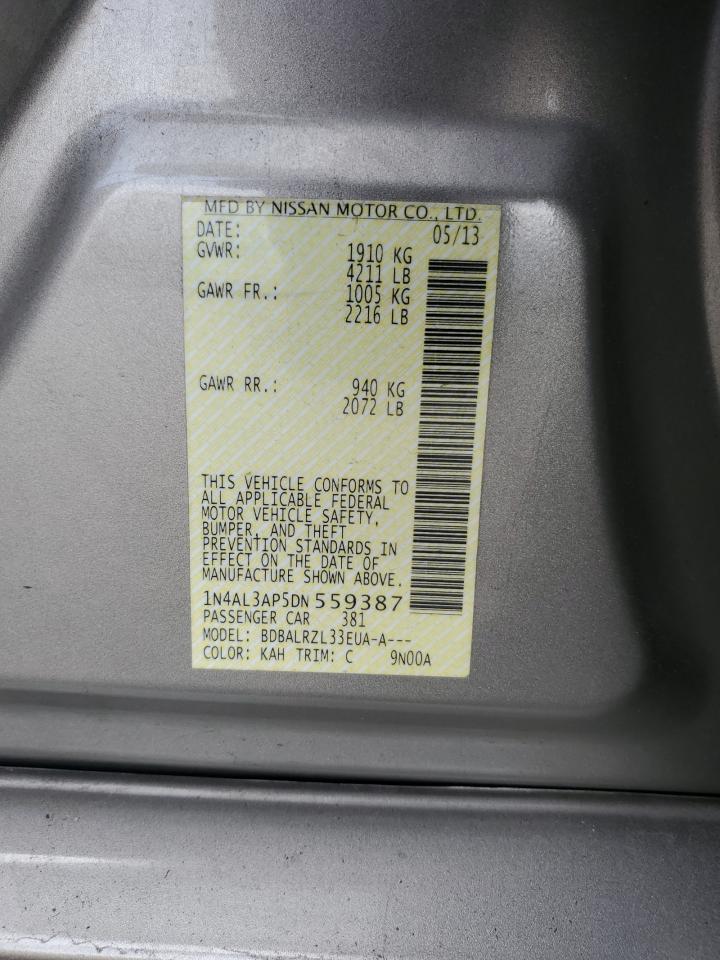 MFD BY NISSAN MOTOR CO., LTD.
DATE: 05/13
GVWR: 1910 KG
4211 LB
GAWR FR.: 1005 KG
2216 LB
GAWR RR.: 940 KG
2072 LB
THIS VEHICLE CONFORMS TO
ALL APPLICABLE FEDERAL
MOTOR VEHICLE SAFETY,
BUMPER, AND THEFT
PREVENTION STANDARDS IN
EFFECT ON THE DATE OF
MANUFACTURE SHOWN ABOVE.
1N4AL3AP5DN559387
PASSENGER CAR 381
MODEL: BDBALRZL33EUA-A---
COLOR: KAH TRIM: C 9N00A